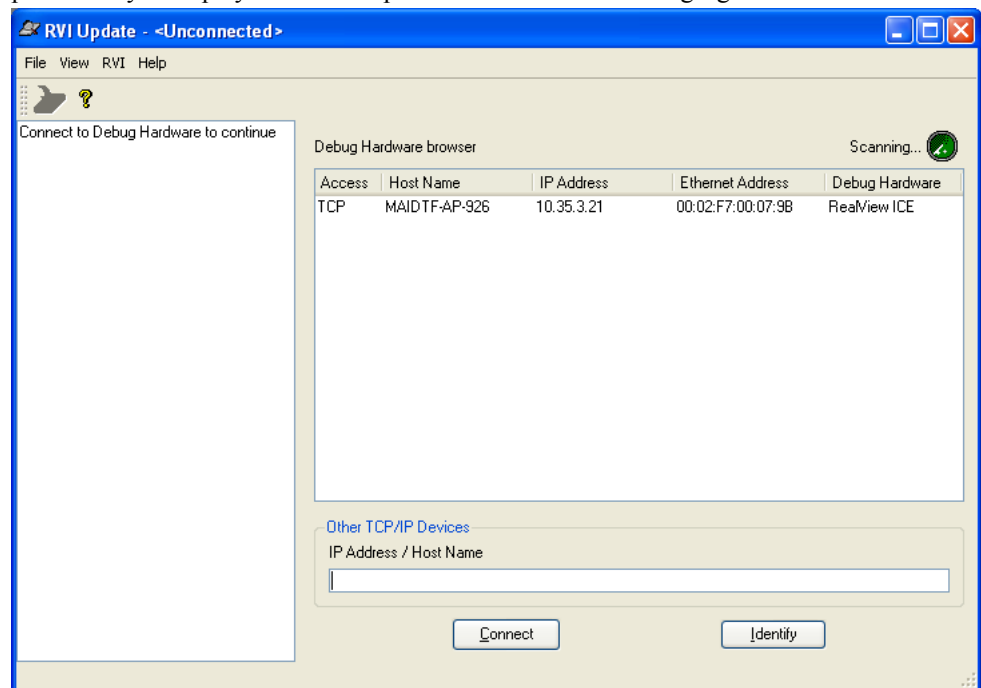 RVI Update - <Unconnected>
File View RVI Help
Connect to Debug Hardware to continue
Debug Hardware browser
Scanning...
Access Host Name IP Address Ethernet Address Debug Hardware
TCP MAIDTF-AP-926 10.35.3.21 00:02:F7:00:07:9B RealView ICE
Other TCP/IP Devices
IP Address / Host Name
Connect Identify